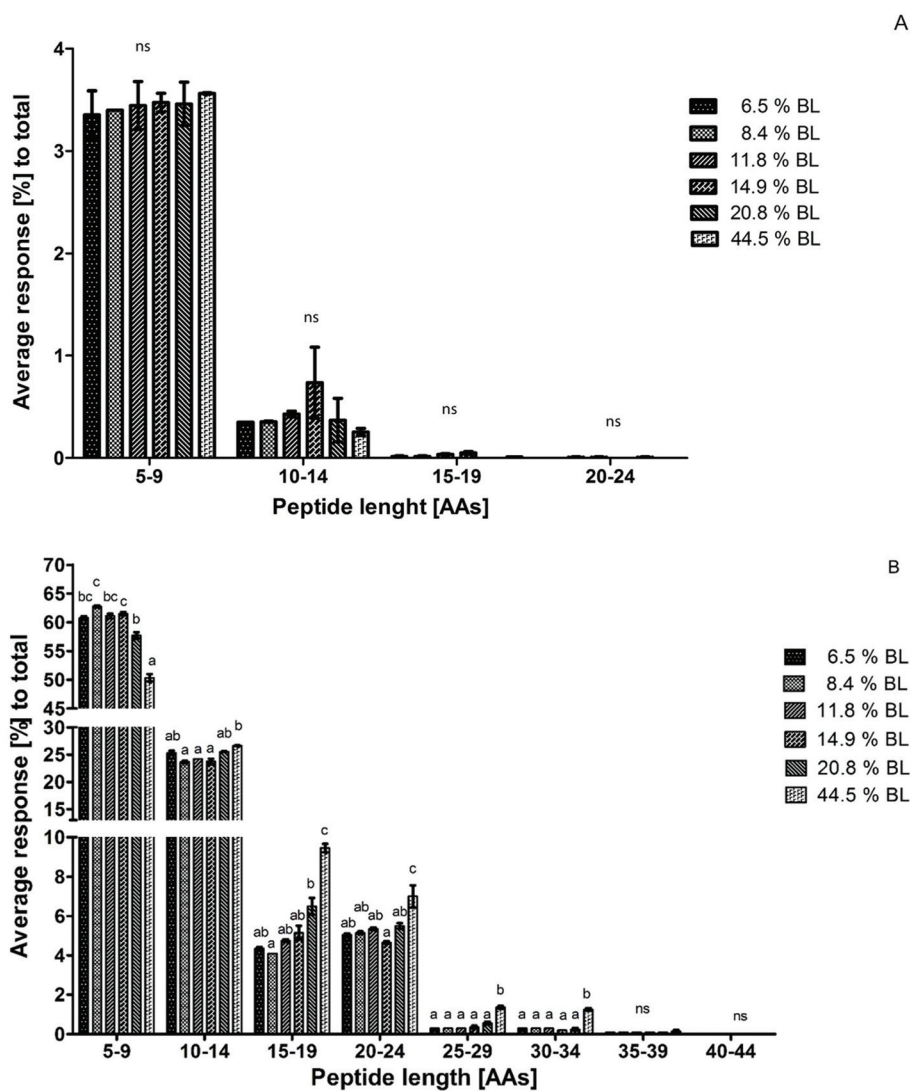 A
ns
4
3
2
1
0
Average response [%] to total
ns
ns
ns
5-9 10-14 15-19 20-24
Peptide lenght [AAs]
6.5 % BL
8.4 % BL
11.8 % BL
14.9 % BL
20.8 % BL
44.5 % BL
B
70
65
60
55
50
45
30
25
20
15
10
8
6
4
2
0
Average response [%] to total
bc c bc c b a
ab a a a ab b
ab a ab ab b c
ab ab ab a ab c
a a a a a b
a a a a a b
ns
ns
5-9 10-14 15-19 20-24 25-29 30-34 35-39 40-44
Peptide length [AAs]
6.5 % BL
8.4 % BL
11.8 % BL
14.9 % BL
20.8 % BL
44.5 % BL